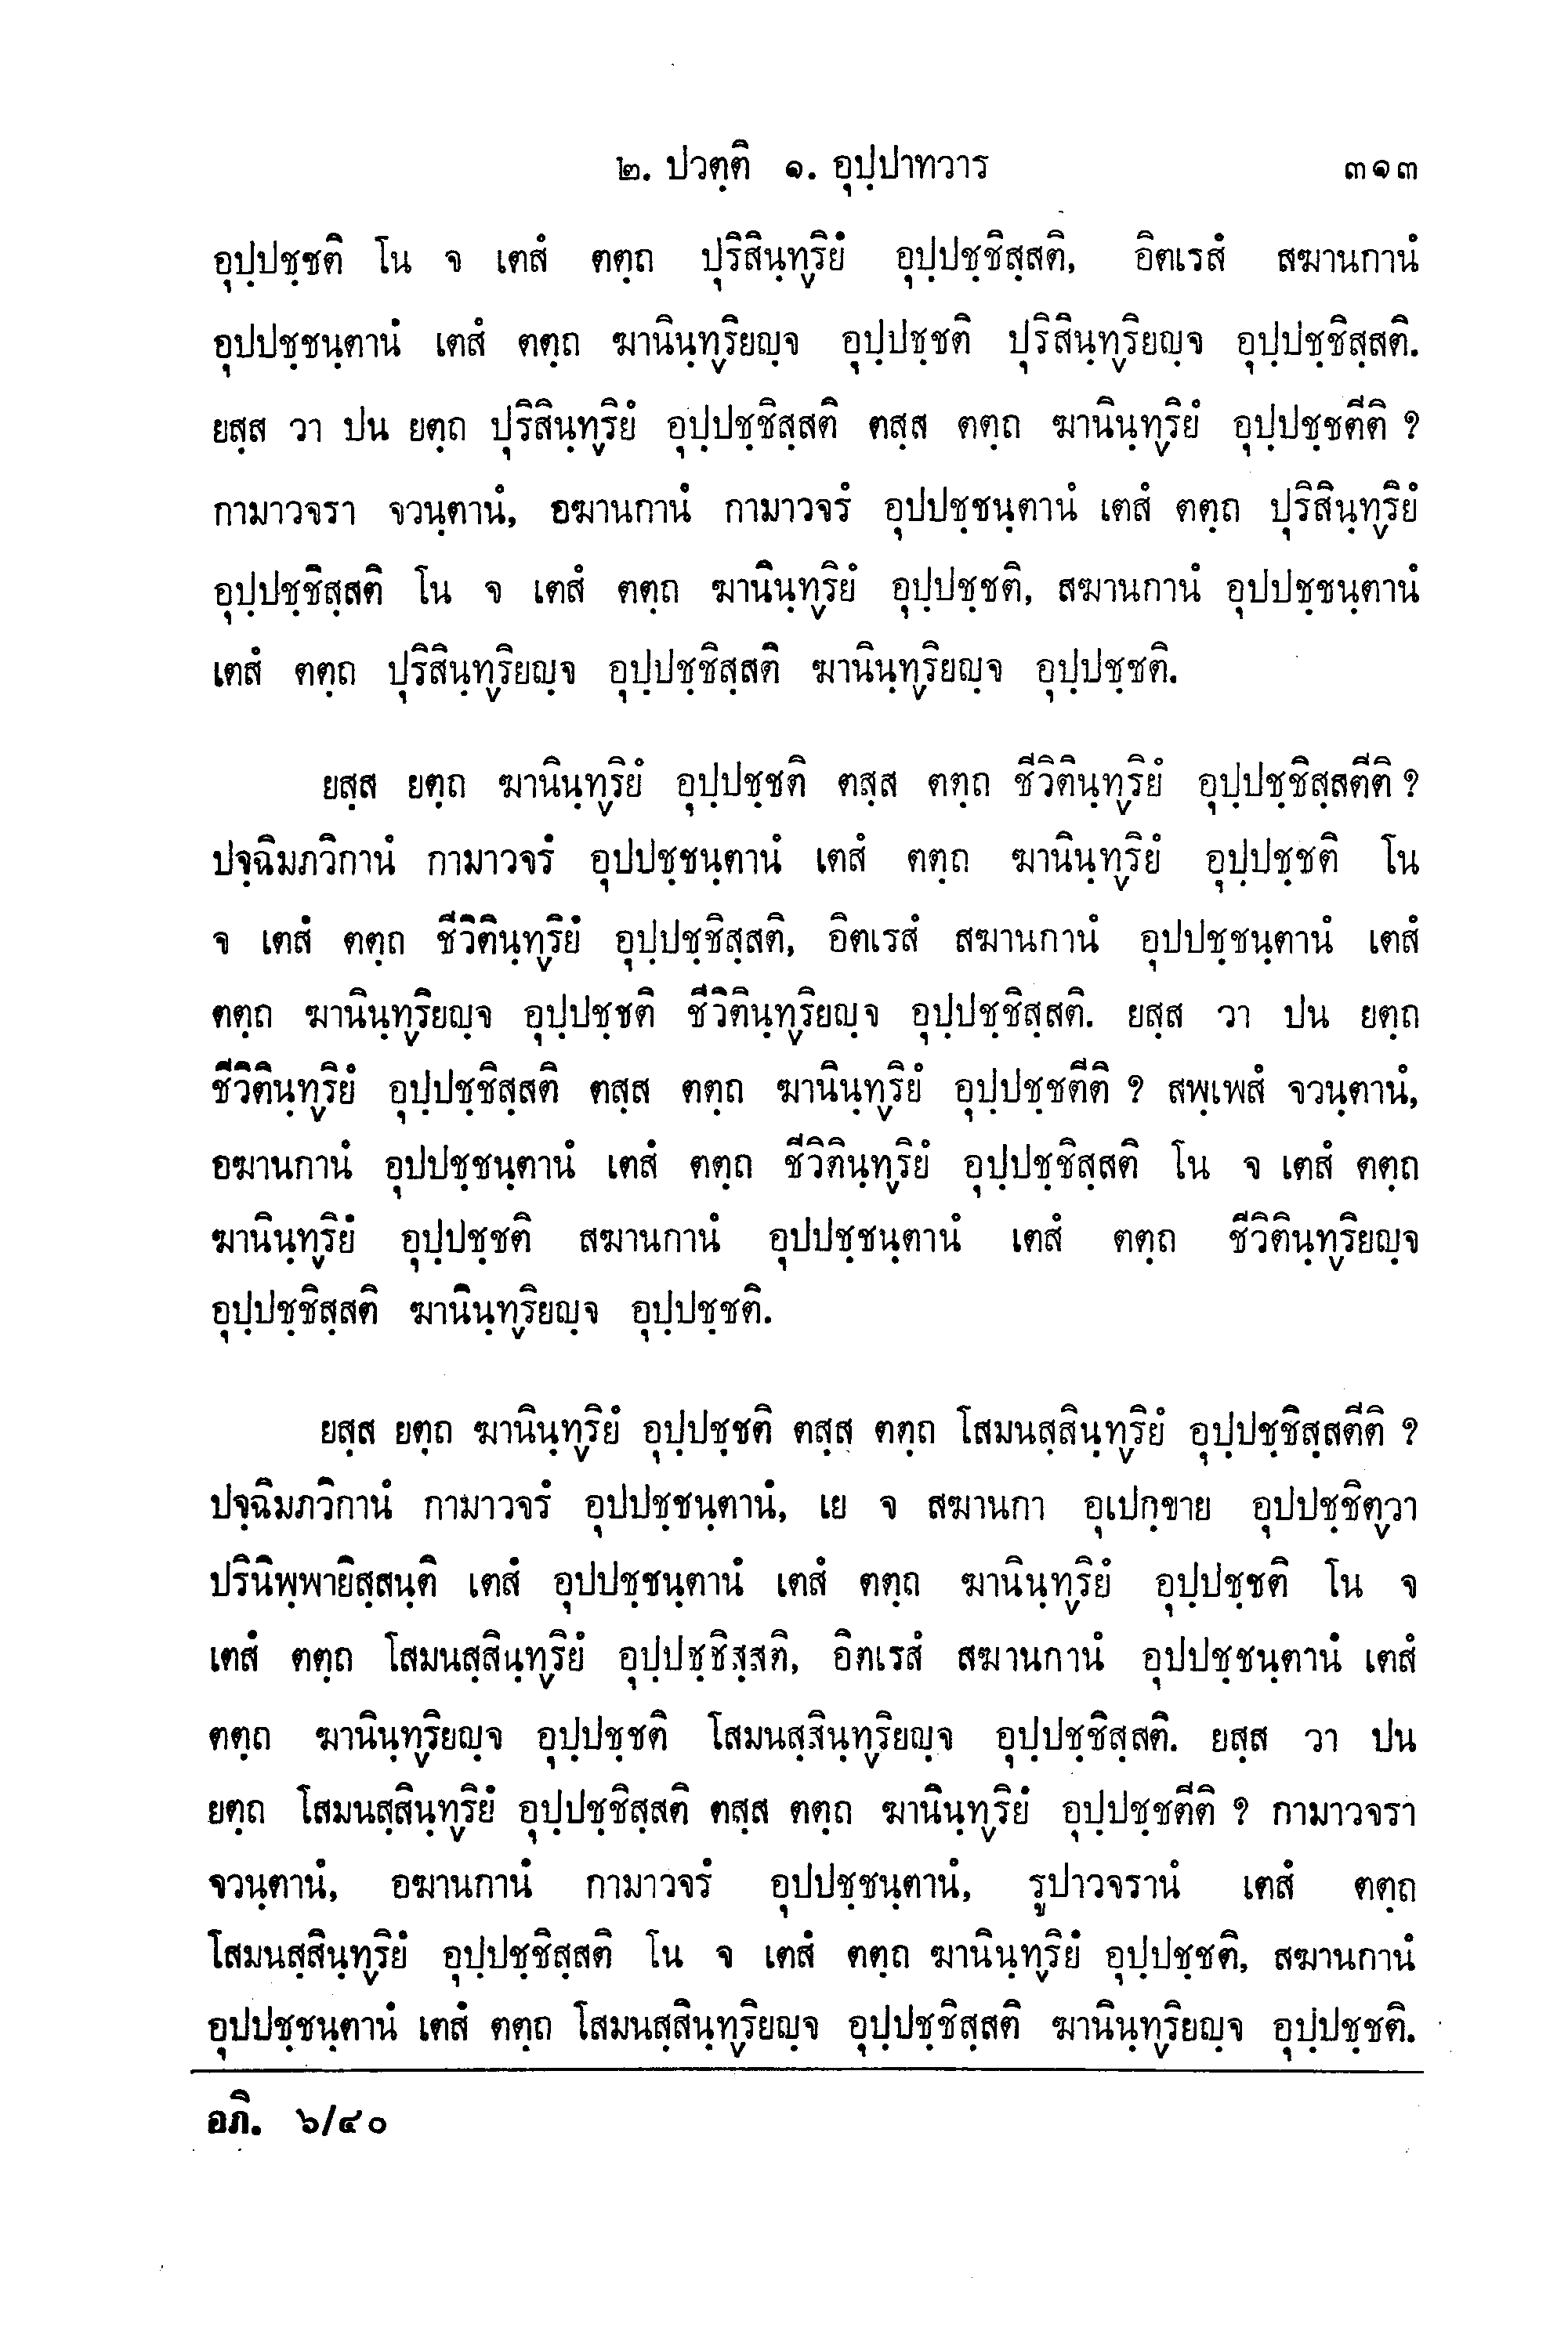 ๒. ปวตฺติ ๑. อุปฺปาทวาร ๓๑๓
อุปฺปชฺชติ โน จ เตสํ ตตฺถ ปุริสินฺทฺริยํ อุปฺปชฺชิสฺสติ, อิตเรสํ สฆานกานํ
อุปปชฺชนฺตานํ เตสํ ตตฺถ ฆานินฺทฺริยญฺจ อุปฺปชฺชติ ปุริสินฺทฺริยญฺจ อุปฺปชฺชิสฺสติ.
ยสฺส วา ปน ยตฺถ ปุริสินฺทฺริยํ อุปฺปชฺชิสฺสติ ตสฺส ตตฺถ ฆานินฺทฺริยํ อุปฺปชฺชตีติ ?
กามาวจรา จวนฺตานํ, อฆานกานํ กามาวจรํ อุปปชฺชนฺตานํ เตสํ ตตฺถ ปุริสินฺทฺริยํ
อุปฺปชฺชิสฺสติ โน จ เตสํ ตตฺถ ฆานินฺทฺริยํ อุปฺปชฺชติ, สฆานกานํ อุปปชฺชนฺตานํ
เตสํ ตตฺถ ปุริสินฺทฺริยญฺจ อุปฺปชฺชิสฺสติ ฆานินฺทฺริยญฺจ อุปฺปชฺชติ.
ยสฺส ยตฺถ ฆานินฺทฺริยํ อุปฺปชฺชติ ตสฺส ตตฺถ ชีวิตินฺทฺริยํ อุปฺปชฺชิสฺสตีติ ?
ปจฺฉิมภวิกานํ กามาวจรํ อุปปชฺชนฺตานํ เตสํ ตตฺถ ฆานินฺทฺริยํ อุปฺปชฺชติ โน
จ เตสํ ตตฺถ ชีวิตินฺทฺริยํ อุปฺปชฺชิสฺสติ, อิตเรสํ สฆานกานํ อุปปชฺชนฺตานํ เตสํ
ตตฺถ ฆานินฺทฺริยญฺจ อุปฺปชฺชติ ชีวิตินฺทฺริยญฺจ อุปฺปชฺชิสฺสติ. ยสฺส วา ปน ยตฺถ
ชีวิตินฺทฺริยํ อุปฺปชฺชิสฺสติ ตสฺส ตตฺถ ฆานินฺทฺริยํ อุปฺปชฺชตีติ ? สพฺเพสํ จวนฺตานํ,
อฆานกานํ อุปปชฺชนฺตานํ เตสํ ตตฺถ ชีวิตินฺทฺริยํ อุปฺปชฺชิสฺสติ โน จ เตสํ ตตฺถ
ฆานินฺทฺริยํ อุปฺปชฺชติ สฆานกานํ อุปปชฺชนฺตานํ เตสํ ตตฺถ ชีวิตินฺทฺริยญฺจ
อุปฺปชฺชิสฺสติ ฆานินฺทฺริยญฺจ อุปฺปชฺชติ.
ยสฺส ยตฺถ ฆานินฺทฺริยํ อุปฺปชฺชติ ตสฺส ตตฺถ โสมนสฺสินฺทฺริยํ อุปฺปชฺชิสฺสตีติ ?
ปจฺฉิมภวิกานํ กามาวจรํ อุปปชฺชนฺตานํ, เย จ สฆานกา อุเปกฺขาย อุปปชฺชิตฺวา
ปรินิพฺพายิสฺสนฺติ เตสํ อุปปชฺชนฺตานํ เตสํ ตตฺถ ฆานินฺทฺริยํ อุปฺปชฺชติ โน จ
เตสํ ตตฺถ โสมนสฺสินฺทฺริยํ อุปฺปชฺชิสฺสติ, อิตเรสํ สฆานกานํ อุปปชฺชนฺตานํ เตสํ
ตตฺถ ฆานินฺทฺริยญฺจ อุปฺปชฺชติ โสมนสฺสินฺทฺริยญฺจ อุปฺปชฺชิสฺสติ. ยสฺส วา ปน
ยตฺถ โสมนสฺสินฺทฺริยํ อุปฺปชฺชิสฺสติ ตสฺส ตตฺถ ฆานินฺทฺริยํ อุปฺปชฺชตีติ ? กามาวจรา
จวนฺตานํ, อฆานกานํ กามาวจรํ อุปปชฺชนฺตานํ, รูปาวจรานํ เตสํ ตตฺถ
โสมนสฺสินฺทฺริยํ อุปฺปชฺชิสฺสติ โน จ เตสํ ตตฺถ ฆานินฺทฺริยํ อุปฺปชฺชติ, สฆานกานํ
อุปปชฺชนฺตานํ เตสํ ตตฺถ โสมนสฺสินฺทฺริยญฺจ อุปฺปชฺชิสฺสติ ฆานินฺทฺริยญฺจ อุปฺปชฺชติ.
อภิ. ๖/๔๐